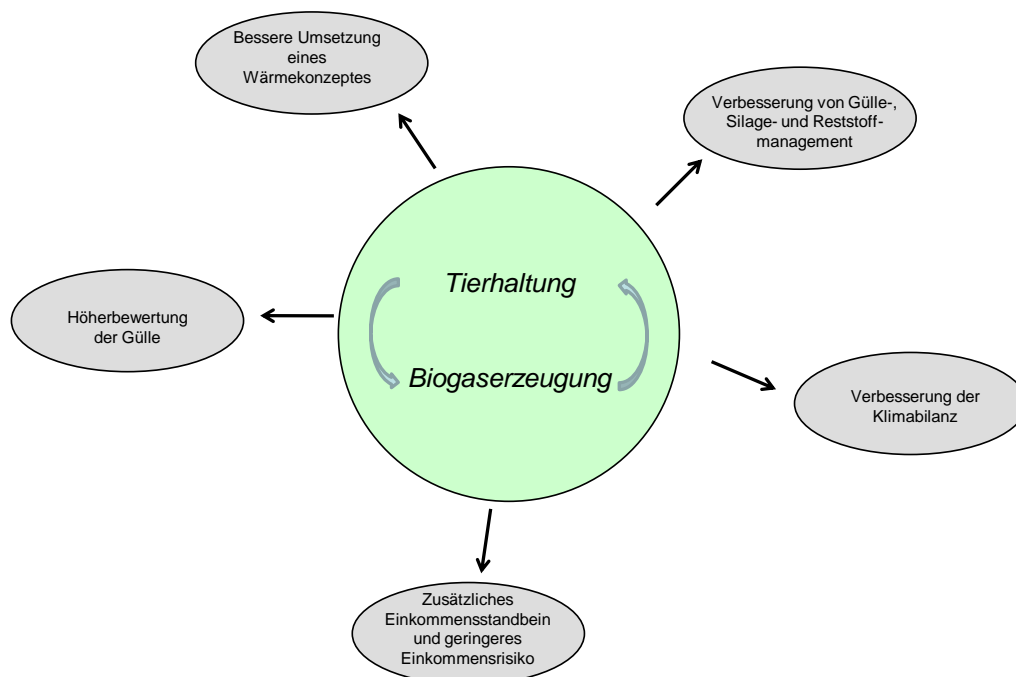 Bessere Umsetzung
eines
Wärmekonzeptes
Verbesserung von Gülle-,
Silage- und Reststoff-
management
Tierhaltung
Höherbewertung
der Gülle
Biogaserzeugung
Verbesserung der
Klimabilanz
Zusätzliches
Einkommensstandbein
und geringeres
Einkommensrisiko